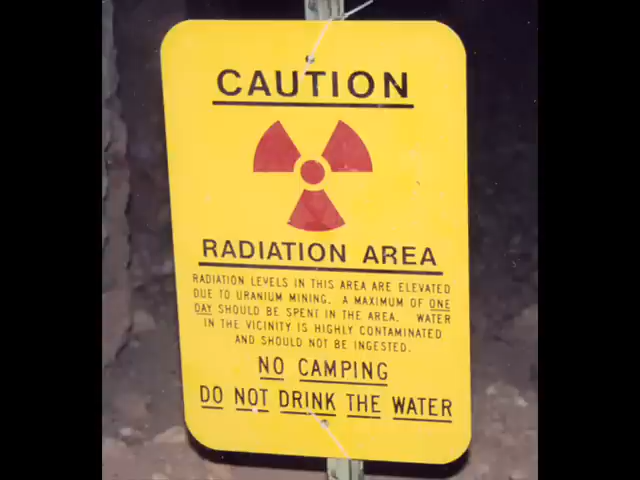 CAUTION
RADIATION AREA
RADIATION LEVELS IN THIS AREA ARE ELEVATED
DUE TO URANIUM MINING. A MAXIMUM OF ONE
DAY SHOULD BE SPENT IN THE AREA. WATER
IN THE VICINITY IS HIGHLY CONTAMINATED
AND SHOULD NOT BE INGESTED.
NO CAMPING
DO NOT DRINK THE WATER